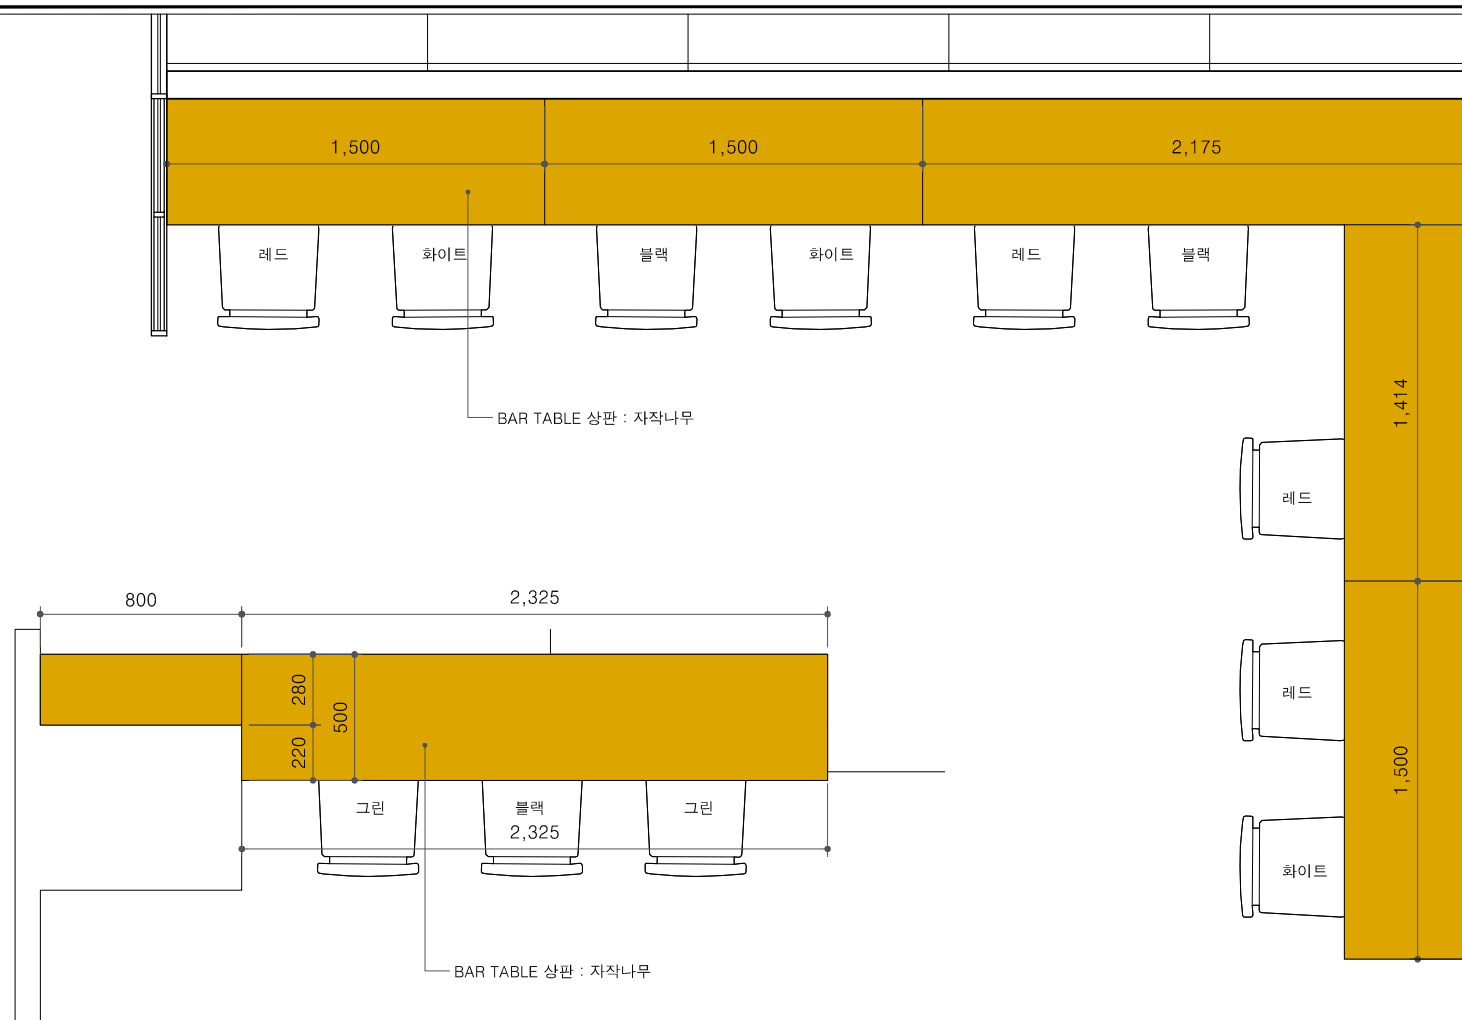 1,500
1,500
2,175
레드
화이트
블랙
화이트
레드
블랙
1,414
BAR TABLE 상판 : 자작나무
레드
800
2,325
280
500
220
레드
1,500
그린
블랙
그린
2,325
화이트
BAR TABLE 상판 : 자작나무